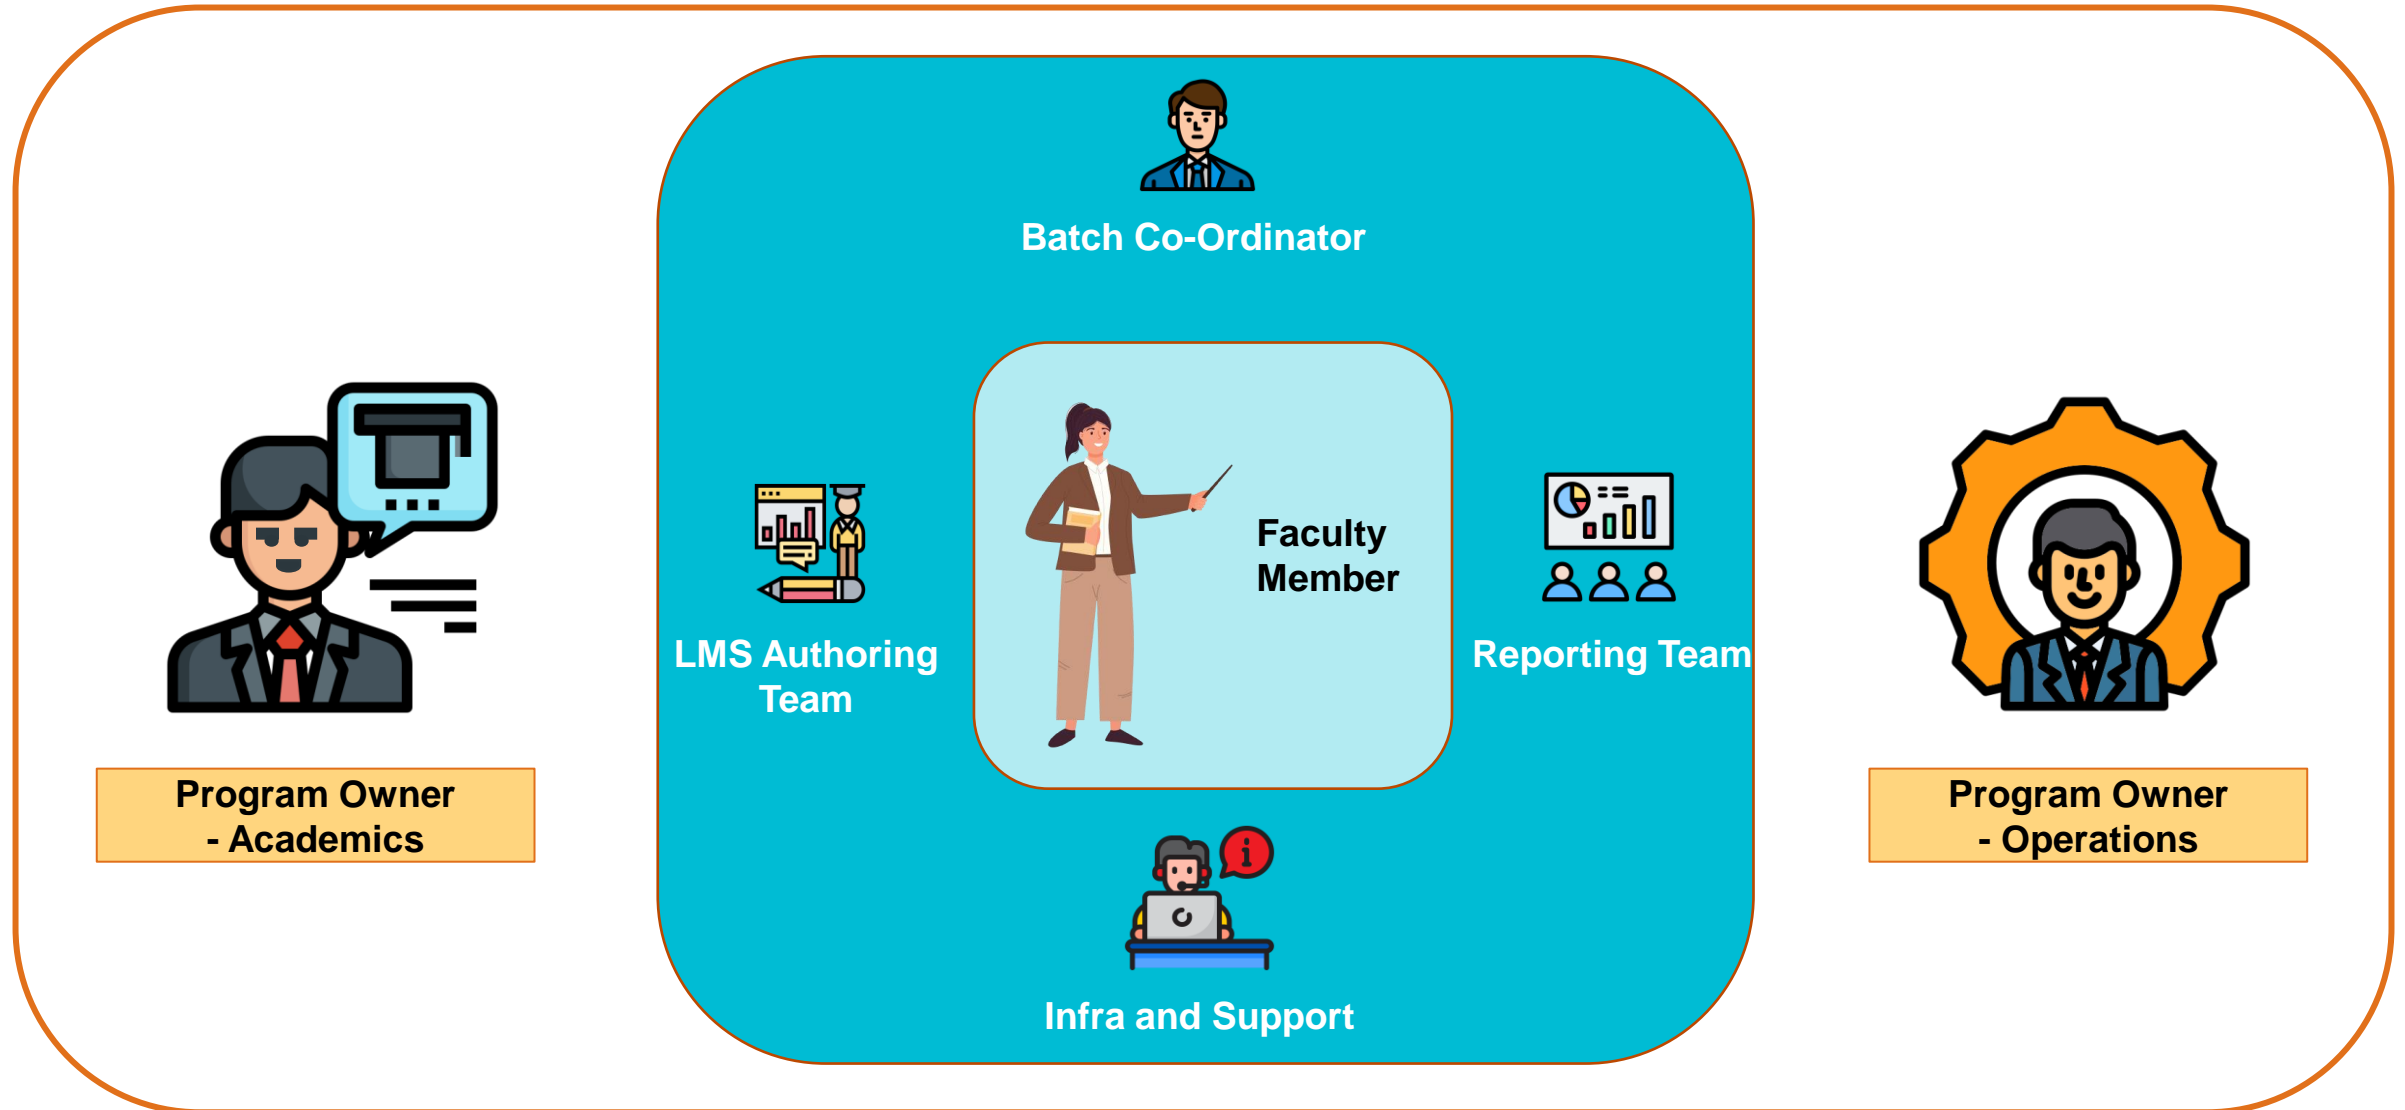 Batch Co-Ordinator
Faculty
Member
LMS Authoring
Team
Reporting Team
Program Owner
- Academics
Program Owner
- Operations
Infra and Support